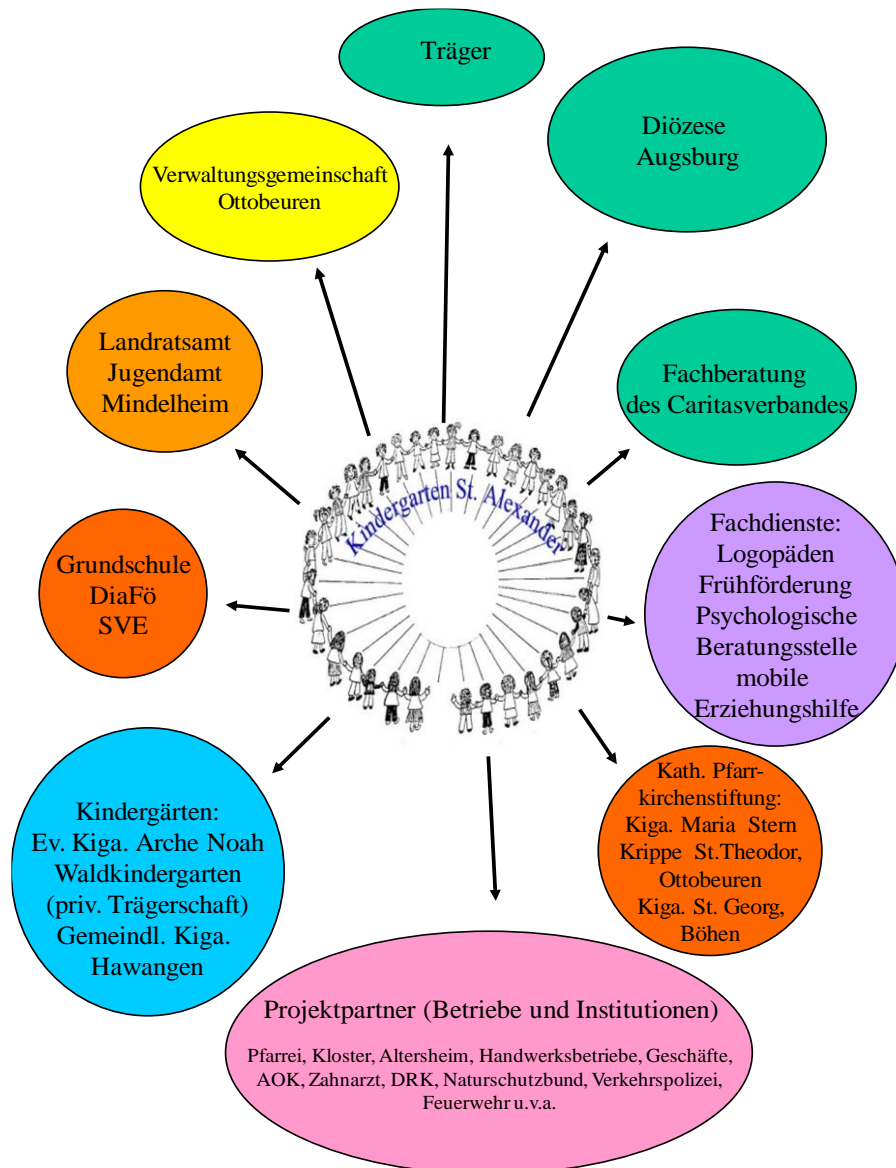 Träger
Diözese
Augsburg
Verwaltungsgemeinschaft
Ottobeuren
Landratsamt
Jugendamt
Mindelheim
Fachberatung
des Caritasverbandes
Kindergarten St. Alexander
Grundschule
DiaFö
SVE
Fachdienste:
Logopäden
Frühförderung
Psychologische
Beratungsstelle
mobile
Erziehungshilfe
Kindergärten:
Ev. Kiga. Arche Noah
Waldkindergarten
(priv. Trägerschaft)
Gemeindl. Kiga.
Hawangen
Kath. Pfarr-
kirchenstiftung:
Kiga. Maria Stern
Krippe St.Theodor,
Ottobeuren
Kiga. St. Georg,
Böhen
Projektpartner (Betriebe und Institutionen)
Pfarrei, Kloster, Altersheim, Handwerksbetriebe, Geschäfte,
AOK, Zahnarzt, DRK, Naturschutzbund, Verkehrspolizei,
Feuerwehr u.v.a.